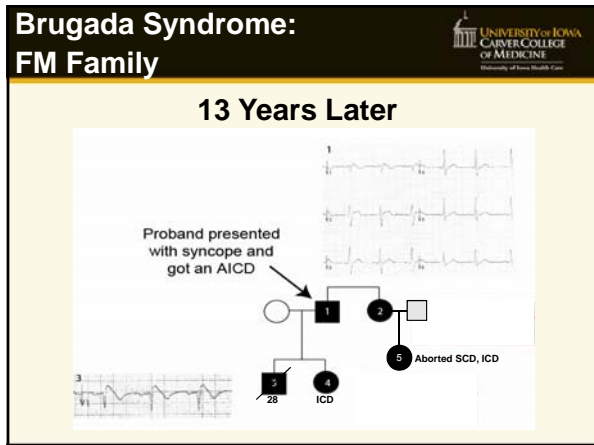 Brugada Syndrome:
FM Family
UNIVERSITY OF IOWA
CARVER COLLEGE
OF MEDICINE
University of Iowa Health Care
13 Years Later
1
Proband presented
with syncope and
got an AICD
1
2
5
Aborted SCD, ICD
3
V1
3
4
28
ICD